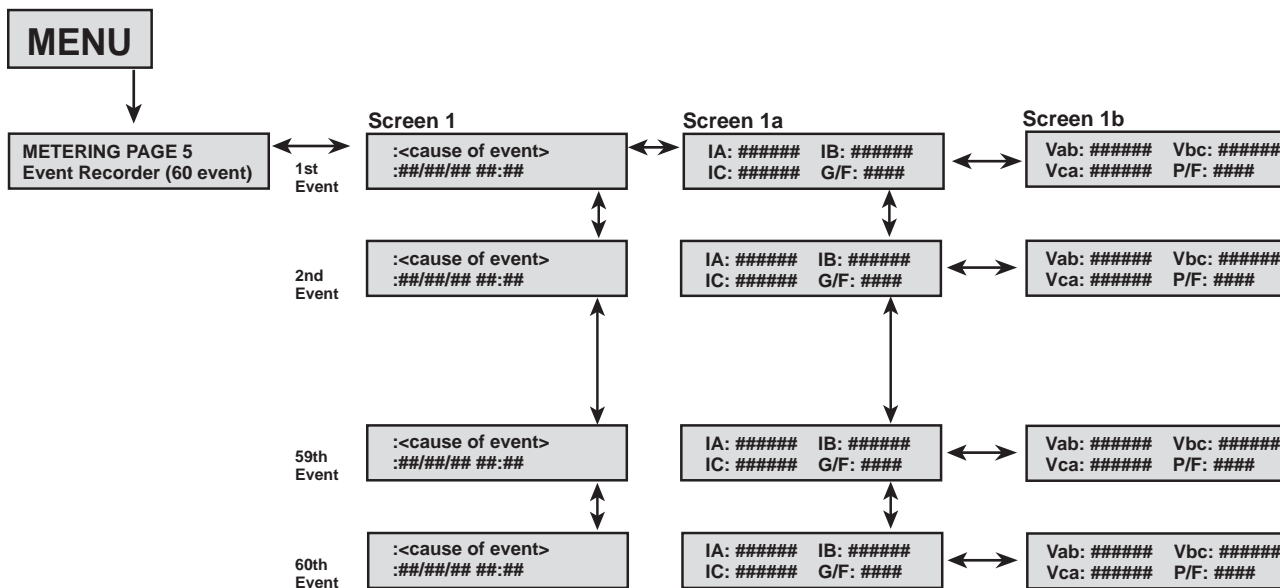 MENU
METERING PAGE 5
Event Recorder (60 event)
Screen 1
Screen 1a
Screen 1b
1st
Event
:<cause of event>
:##/##/## ##:##
IA: ###### IB: ######
IC: ###### G/F: ####
Vab: ###### Vbc: ######
Vca: ###### P/F: ####
2nd
Event
:<cause of event>
:##/##/## ##:##
IA: ###### IB: ######
IC: ###### G/F: ####
Vab: ###### Vbc: ######
Vca: ###### P/F: ####
59th
Event
:<cause of event>
:##/##/## ##:##
IA: ###### IB: ######
IC: ###### G/F: ####
Vab: ###### Vbc: ######
Vca: ###### P/F: ####
60th
Event
:<cause of event>
:##/##/## ##:##
IA: ###### IB: ######
IC: ###### G/F: ####
Vab: ###### Vbc: ######
Vca: ###### P/F: ####